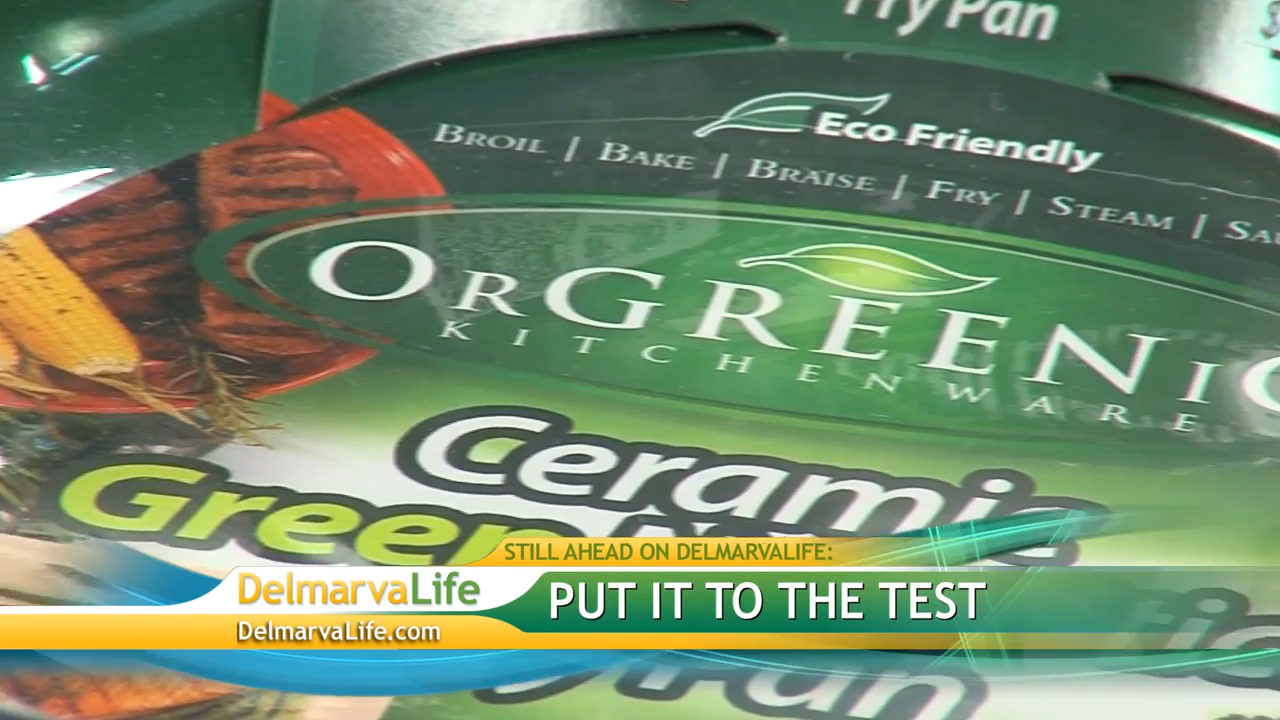 Fry Pan
Eco Friendly
BROIL | BAKE | BRAISE | FRY | STEAM |
ORGREENIC
KITCHENWARE
Ceramic
Green
STILL AHEAD ON DELMARVALIFE:
DelmarvaLife
PUT IT TO THE TEST
DelmarvaLife.com